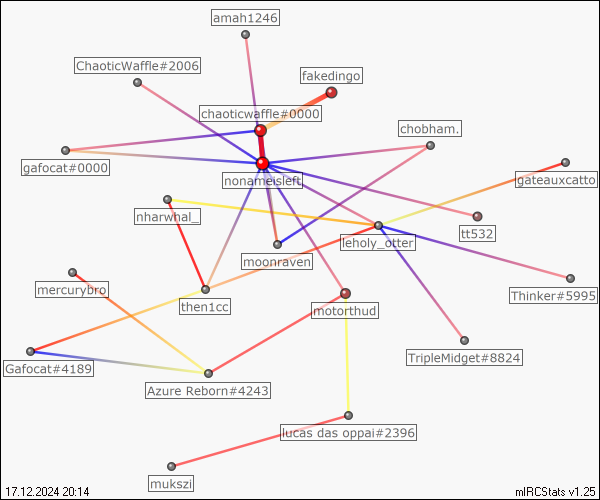 amah1246
ChaoticWaffle#2006
fakedingo
chaoticwaffle#0000
chobham.
gafocat#0000
nonameisleft
gateauxcatto
nharwhal_
tt532
leholy_otter
moonraven
mercurybro
then1cc
motorthud
Thinker#5995
TripleMidget#8824
Gafocat#4189
Azure Reborn#4243
lucas das oppai#2396
mukszi
17.12.2024 20:14
mIRCStats v1.25